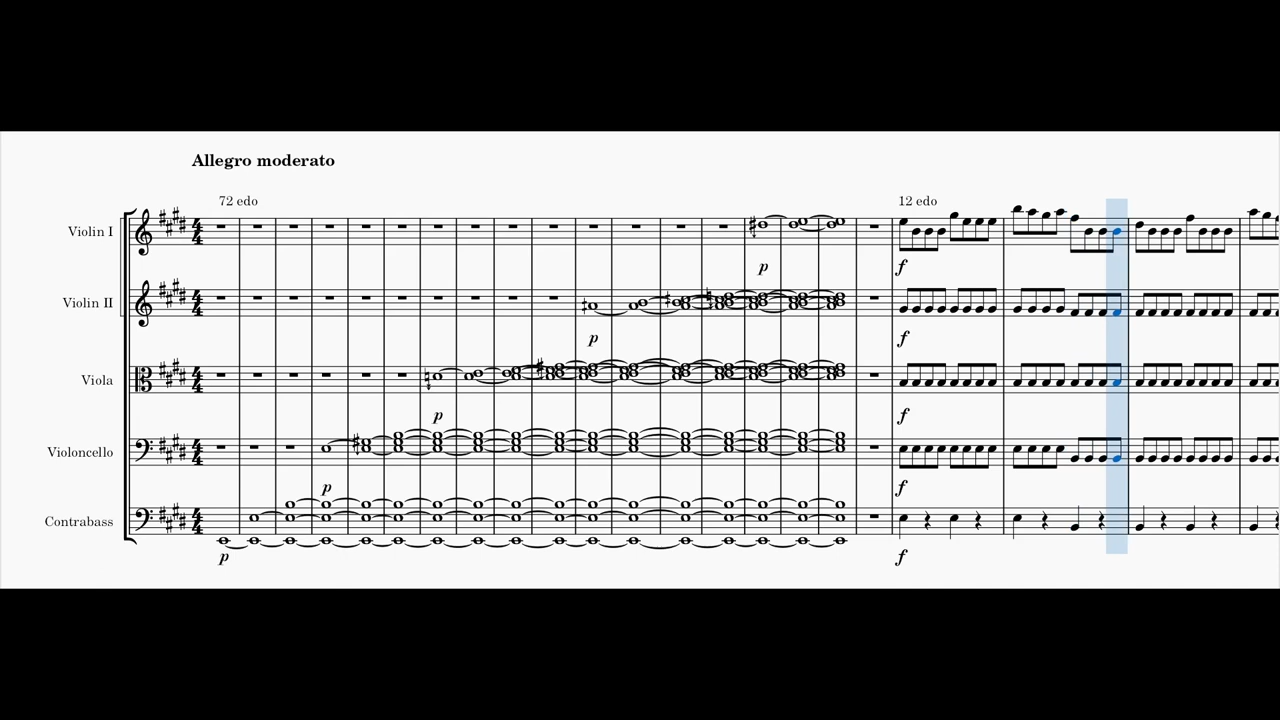 Allegro moderato
72 edo
12 edo
Violin I
p
f
Violin II
p
f
Viola
p
f
Violoncello
p
f
Contrabass
p
f